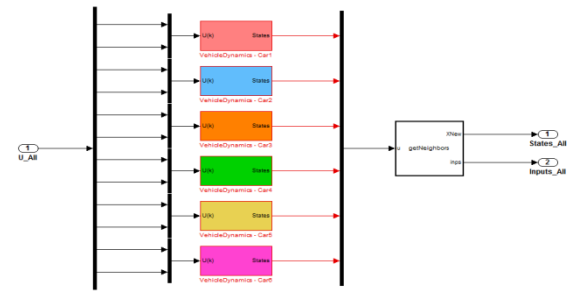 U(k) States
VehicleDynamics - Car1
U(k) States
VehicleDynamics - Car2
U(k) States
VehicleDynamics - Car3
U(k) States
VehicleDynamics - Car4
U(k) States
VehicleDynamics - Car5
U(k) States
VehicleDynamics - Car6
1
U_All
u getNeighbors
XNew
Inps
1
States_All
2
Inputs_All